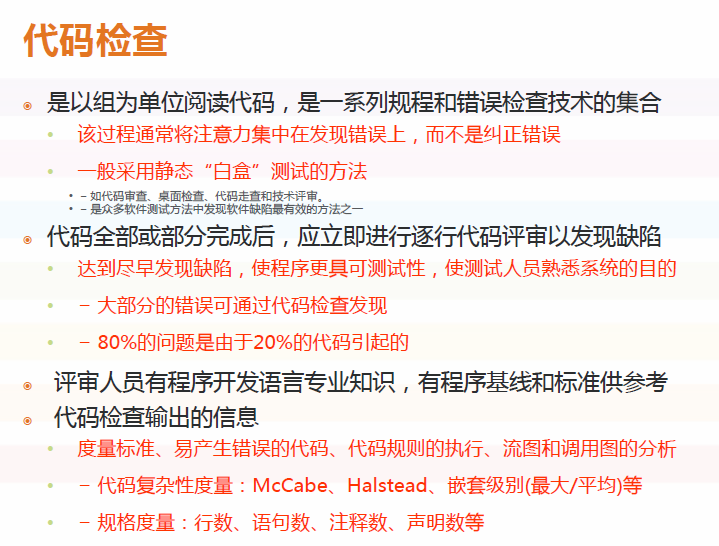 代码检查
是以组为单位阅读代码，是一系列规程和错误检查技术的集合
该过程通常将注意力集中在发现错误上，而不是纠正错误
一般采用静态“白盒”测试的方法
– 如代码审查、桌面检查、代码走查和技术评审。
– 是众多软件测试方法中发现软件缺陷最有效的方法之一
代码全部或部分完成后，应立即进行逐行代码评审以发现缺陷
达到尽早发现缺陷，使程序更具可测试性，使测试人员熟悉系统的目的
– 大部分的错误可通过代码检查发现
– 80%的问题是由于20%的代码引起的
评审人员有程序开发语言专业知识，有程序基线和标准供参考
代码检查输出的信息
度量标准、易产生错误的代码、代码规则的执行、流图和调用图的分析
– 代码复杂性度量：McCabe、Halstead、嵌套级别(最大/平均)等
– 规格度量：行数、语句数、注释数、声明数等